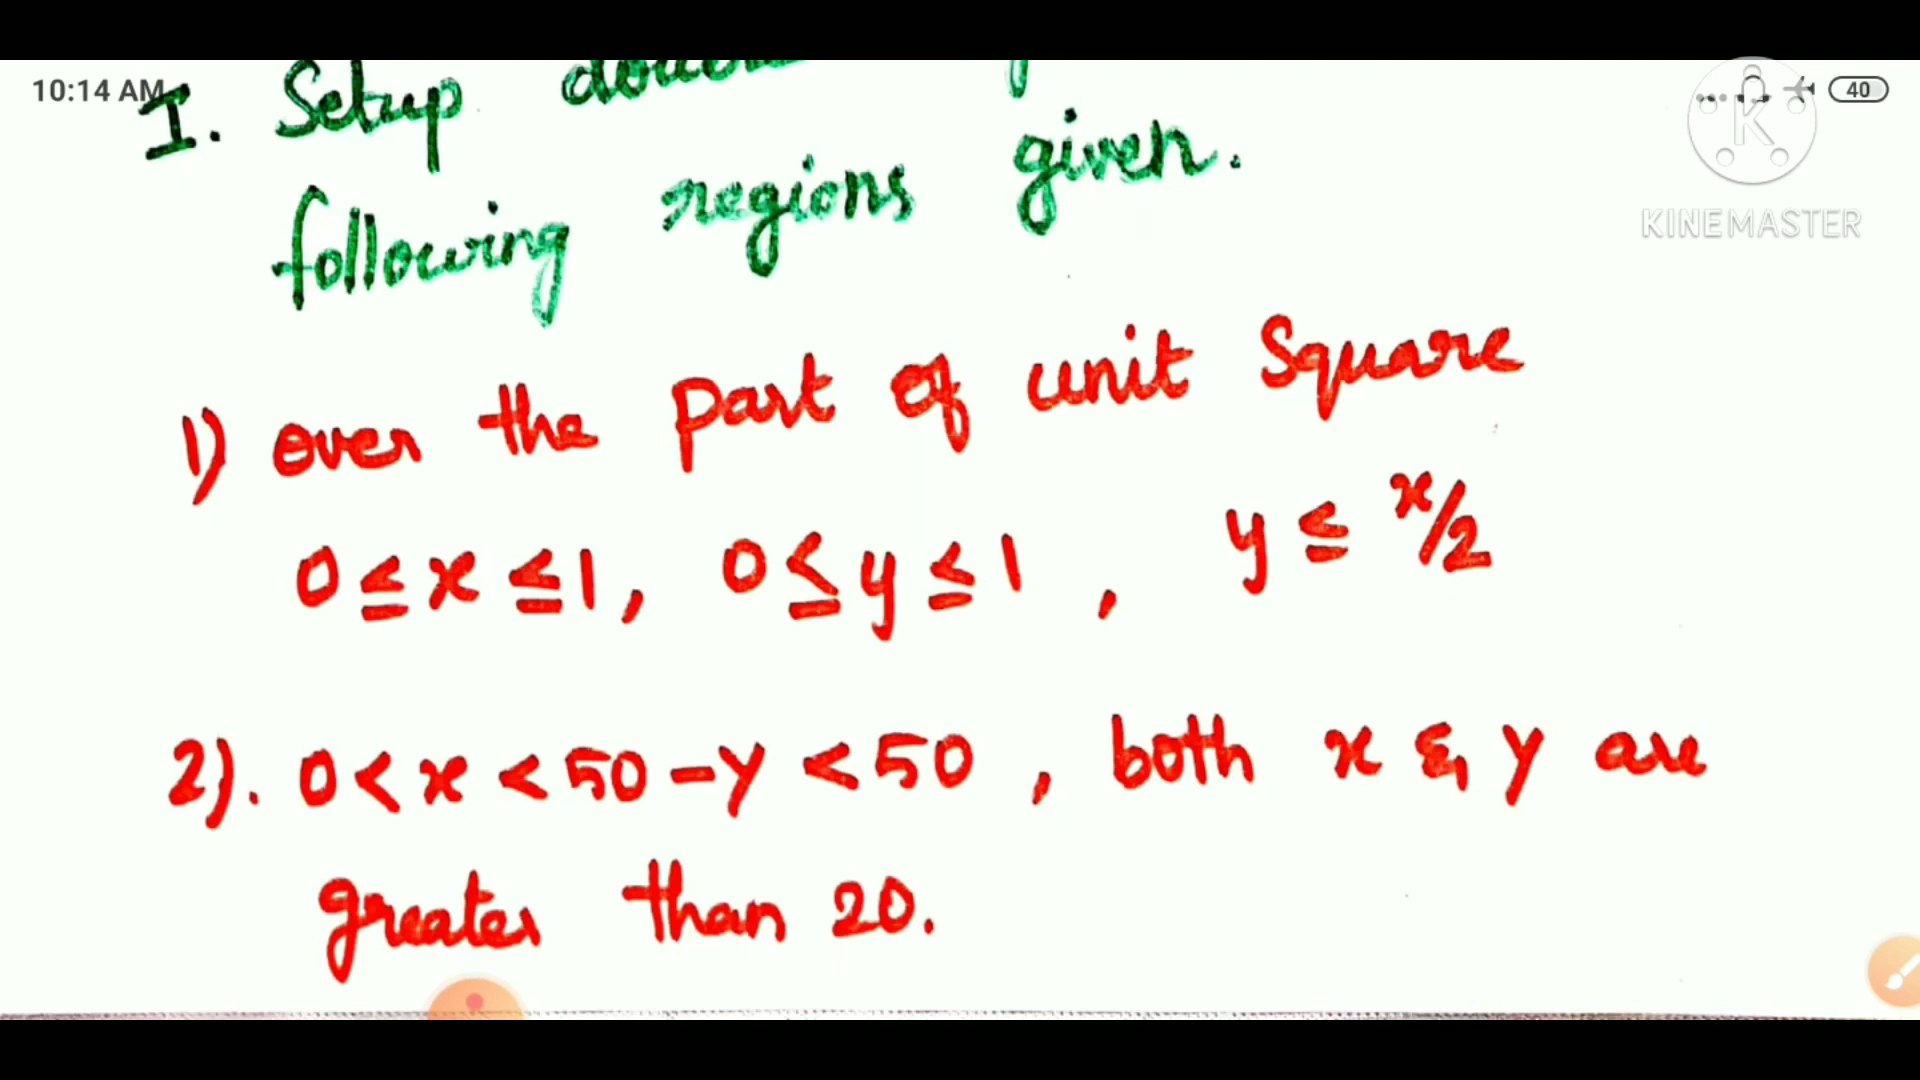 10:14 AM
40
I. Setup
following regions given.
KINEMASTER
1) over the part of unit square
0 ≤ x ≤ 1, 0 ≤ y ≤ 1 , y ≤ x/2
2). 0 < x < 50 - y < 50 , both x & y are
greater than 20.